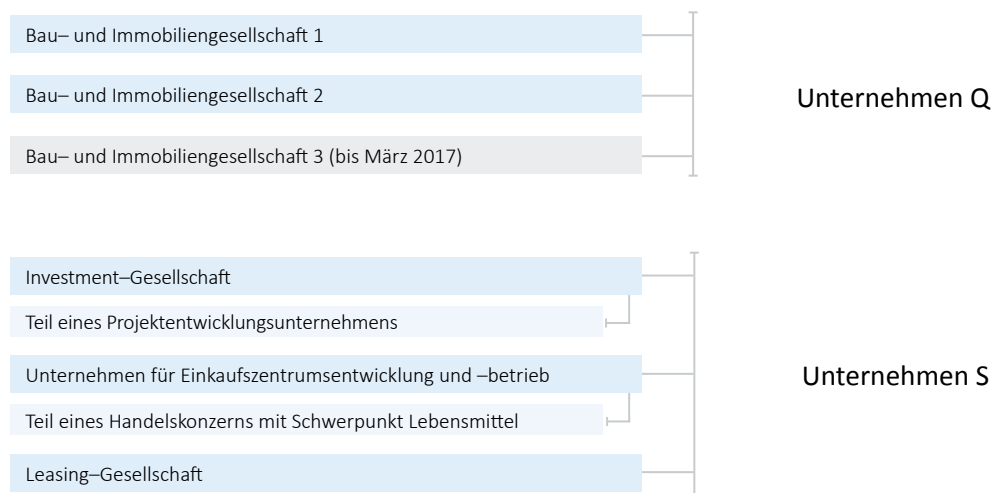 Bau– und Immobiliengesellschaft 1
Bau– und Immobiliengesellschaft 2
Unternehmen Q
Bau– und Immobiliengesellschaft 3 (bis März 2017)
Investment–Gesellschaft
Teil eines Projektentwicklungsunternehmens
Unternehmen für Einkaufszentrumsentwicklung und –betrieb
Unternehmen S
Teil eines Handelskonzerns mit Schwerpunkt Lebensmittel
Leasing–Gesellschaft